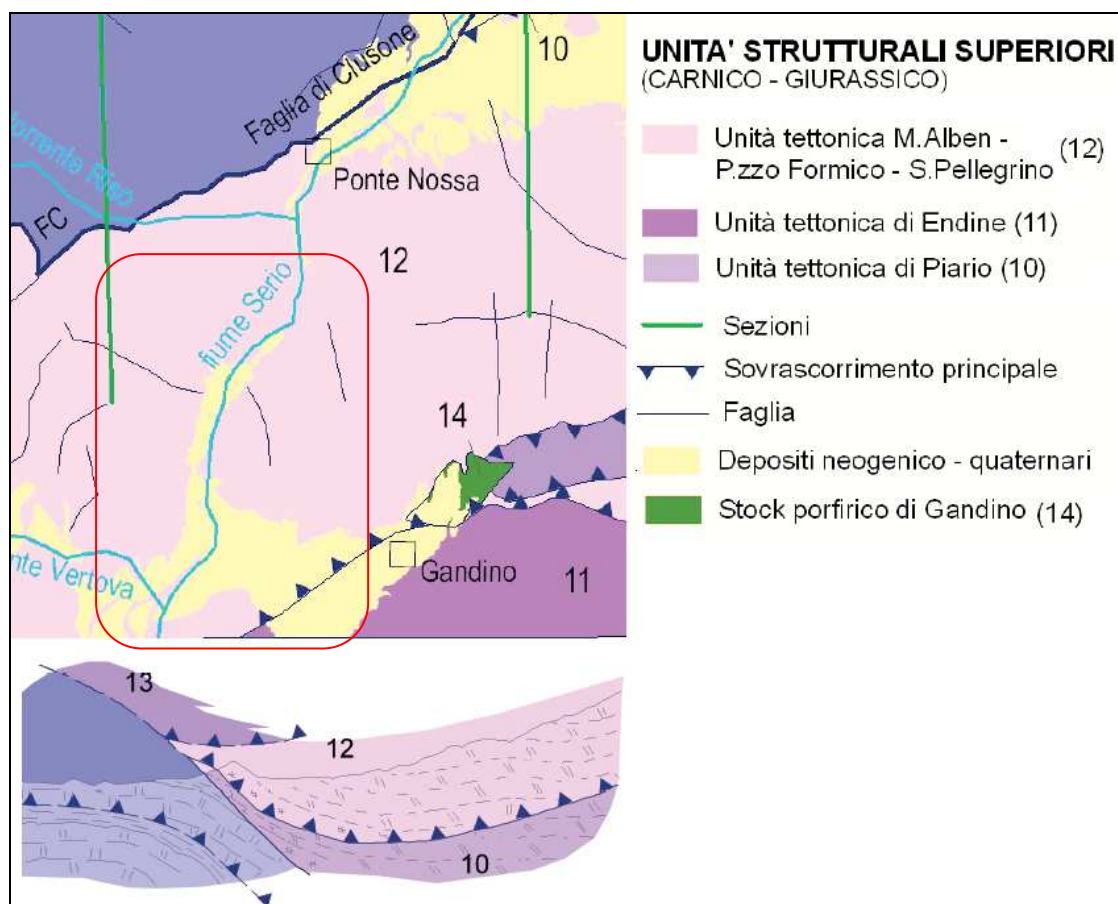 10
Faglia di Clusone
torrente Riso
FC
Ponte Nossa
12
fiume Serio
14
nte Vertova
Gandino
11
13
12
10
UNITA' STRUTTURALI SUPERIORI
(CARNICO - GIURASSICO)
Unità tettonica M.Alben -
P.zzo Formico - S.Pellegrino (12)
Unità tettonica di Endine (11)
Unità tettonica di Piario (10)
Sezioni
Sovrascorrimento principale
Faglia
Depositi neogenico - quaternari
Stock porfirico di Gandino (14)